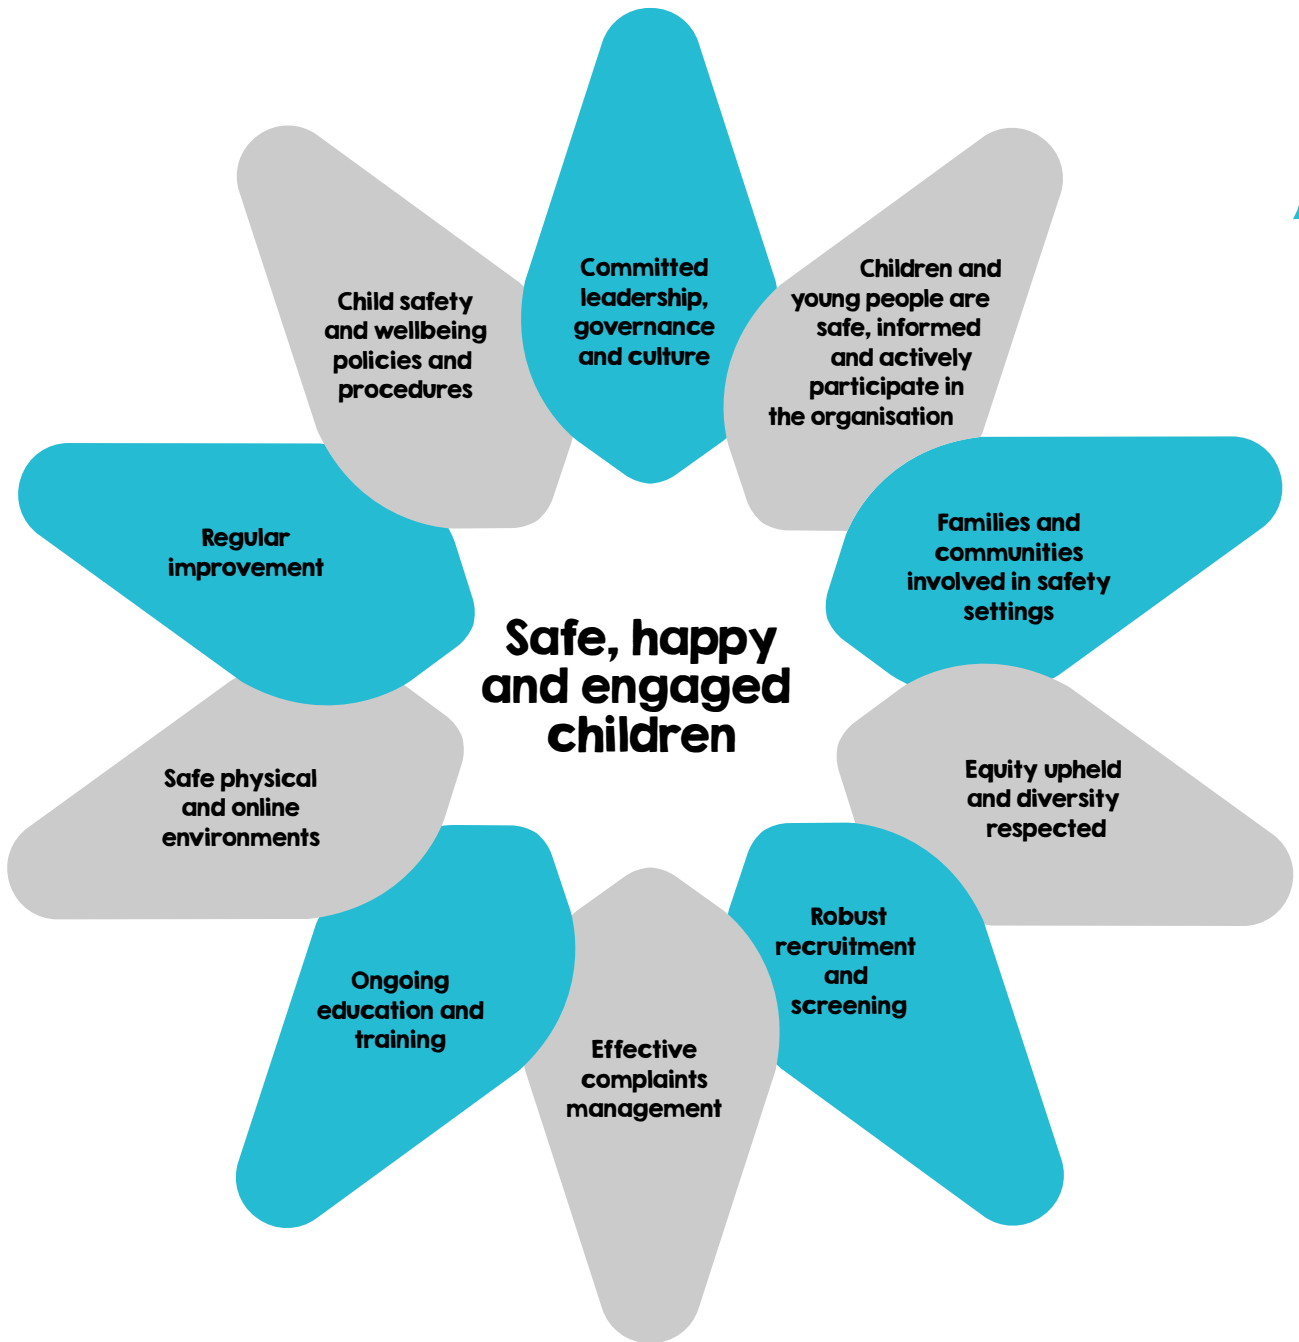 Committed
leadership,
governance
and culture
Children and
young people are
safe, informed
and actively
participate in
the organisation
Families and
communities
involved in safety
settings
Equity upheld
and diversity
respected
Robust
recruitment
and
screening
Effective
complaints
management
Ongoing
education and
training
Safe physical
and online
environments
Regular
improvement
Child safety
and wellbeing
policies and
procedures
Safe, happy
and engaged
children